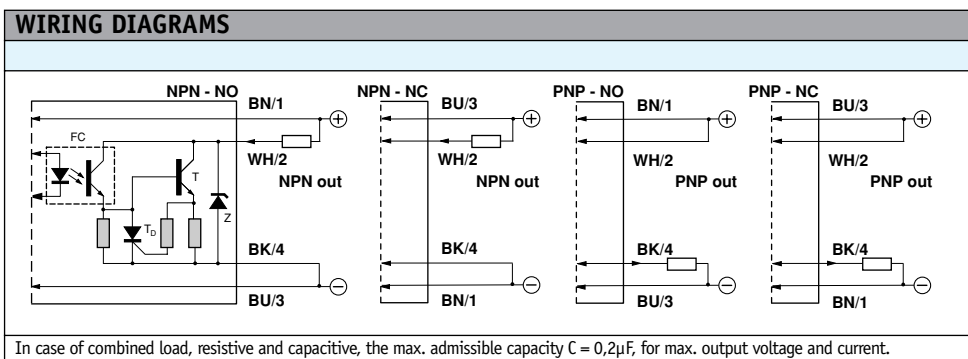 WIRING DIAGRAMS
NPN - NO
BN/1
FC
T
WH/2
NPN out
Z
TD
BK/4
BU/3
NPN - NC
BU/3
WH/2
NPN out
BK/4
BN/1
PNP - NO
BN/1
WH/2
PNP out
BK/4
BU/3
PNP - NC
BU/3
WH/2
PNP out
BK/4
BN/1
In case of combined load, resistive and capacitive, the max. admissible capacity C = 0,2µF, for max. output voltage and current.